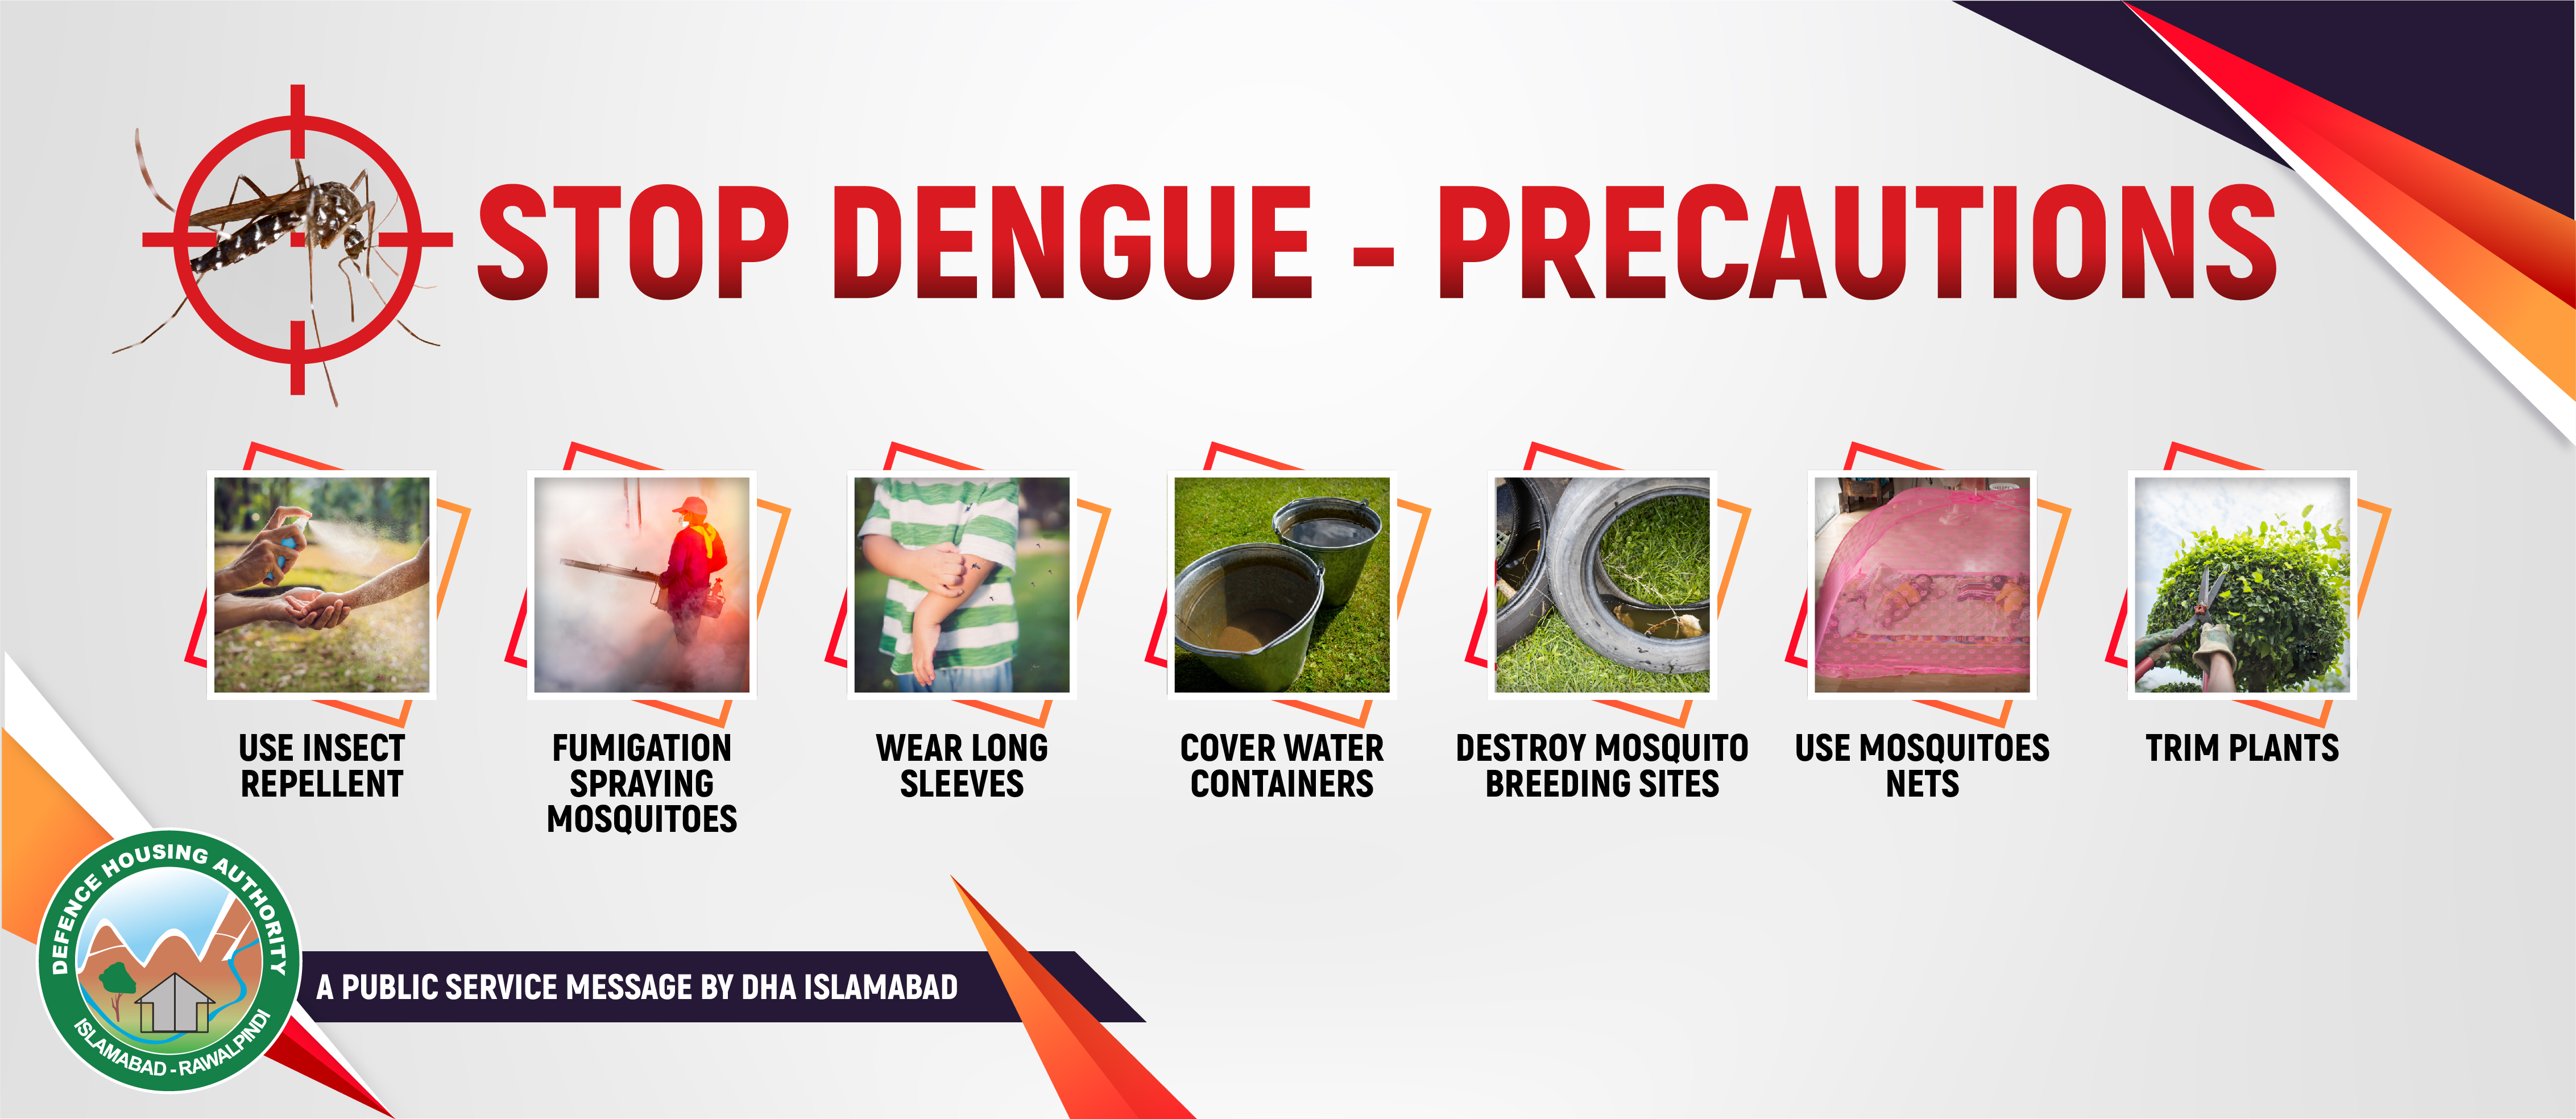 STOP DENGUE - PRECAUTIONS
USE INSECT
REPELLENT
FUMIGATION
SPRAYING
MOSQUITOES
WEAR LONG
SLEEVES
COVER WATER
CONTAINERS
DESTROY MOSQUITO
BREEDING SITES
USE MOSQUITOES
NETS
TRIM PLANTS
DEFENCE HOUSING AUTHORITY
ISLAMABAD - RAWALPINDI
A PUBLIC SERVICE MESSAGE BY DHA ISLAMABAD